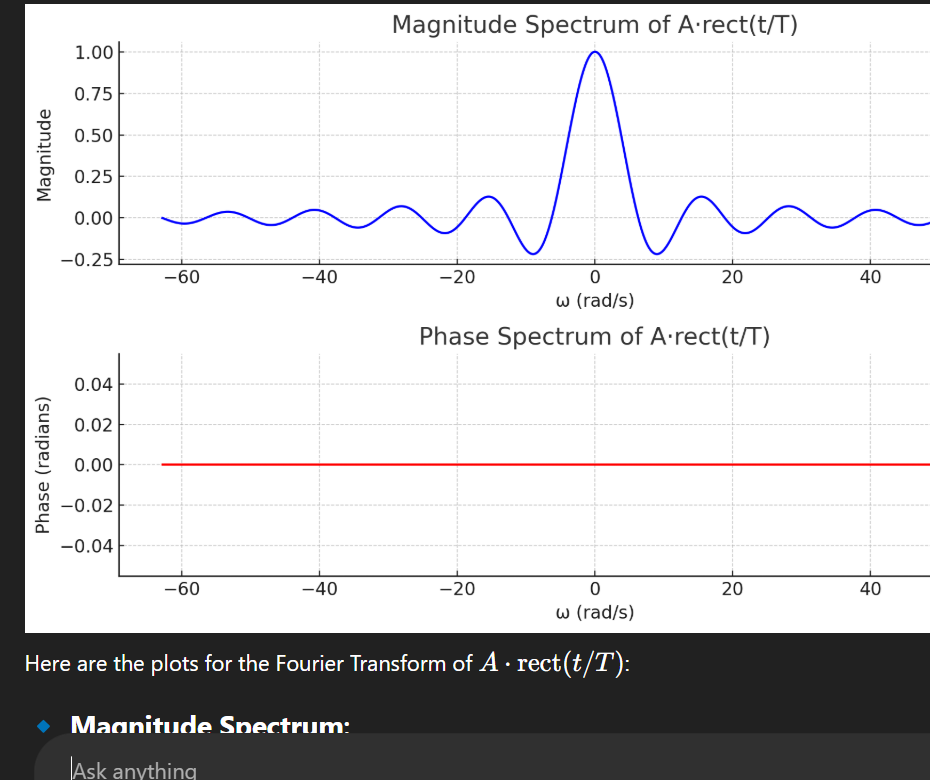 Magnitude Spectrum of A·rect(t/T)
1.00
0.75
0.50
0.25
0.00
−0.25
Magnitude
−60 −40 −20 0 20 40
ω (rad/s)
Phase Spectrum of A·rect(t/T)
0.04
0.02
0.00
−0.02
−0.04
Phase (radians)
−60 −40 −20 0 20 40
ω (rad/s)
Here are the plots for the Fourier Transform of A · rect(t/T):
Magnitude Spectrum:
Ask anything